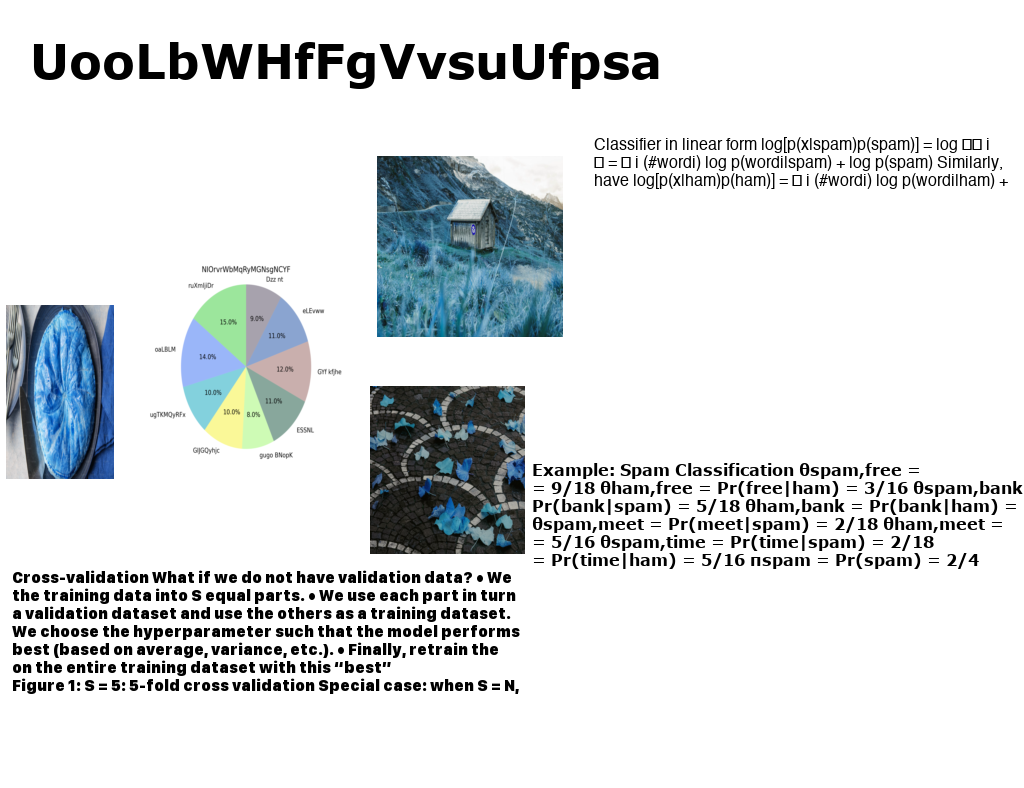 UooLbWHfFgVvsuUfpsa
Classifier in linear form log[p(x|spam)p(spam)] = log □□ i
□ = □ i (#wordi) log p(wordi|spam) + log p(spam) Similarly,
have log[p(x|ham)p(ham)] = □ i (#wordi) log p(wordi|ham) +
NIOrvrWbMqRyMGNsgNCYF
Dzz nt
ruXmIjiDr
eLEvww
9.0%
15.0%
11.0%
oaLBLM
14.0%
12.0%
GYf kfjhe
10.0%
11.0%
ugTKMQyRFx
10.0%
8.0%
ESSNL
GIJGQyhjc
gugo BNopK
Example: Spam Classification θspam,free =
= 9/18 θham,free = Pr(free|ham) = 3/16 θspam,bank
Pr(bank|spam) = 5/18 θham,bank = Pr(bank|ham) =
θspam,meet = Pr(meet|spam) = 2/18 θham,meet =
= 5/16 θspam,time = Pr(time|spam) = 2/18
= Pr(time|ham) = 5/16 πspam = Pr(spam) = 2/4
Cross-validation What if we do not have validation data? • We
the training data into S equal parts. • We use each part in turn
a validation dataset and use the others as a training dataset.
We choose the hyperparameter such that the model performs
best (based on average, variance, etc.). • Finally, retrain the
on the entire training dataset with this “best”
Figure 1: S = 5: 5-fold cross validation Special case: when S = N,